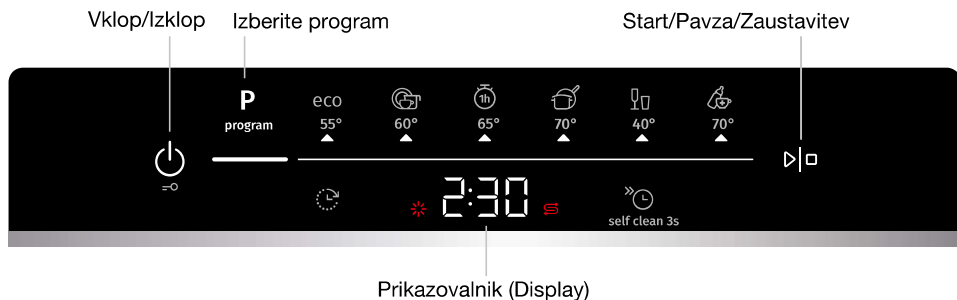 Vklop/Izklop Izberite program Start/Pavza/Zaustavitev
P
program
eco 1h
55° 60° 65° 70° 40° 70°
2:30
self clean 3s
Prikazovalnik (Display)